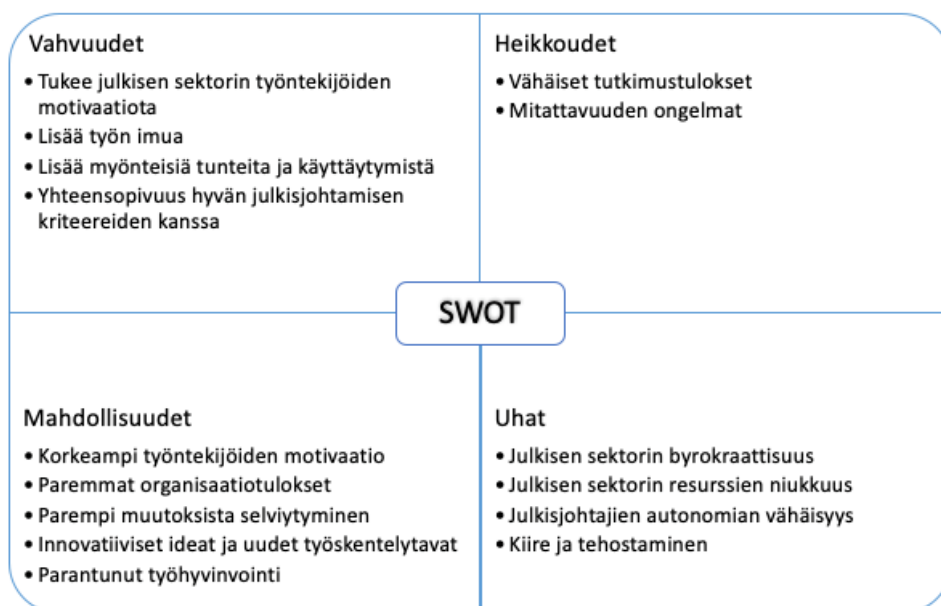 Vahvuudet
• Tukee julkisen sektorin työntekijöiden
motivaatiota
• Lisää työn imua
• Lisää myönteisiä tunteita ja käyttäytymistä
• Yhteensopivuus hyvän julkisjohtamisen
kriteereiden kanssa
Heikkoudet
• Vähäiset tutkimustulokset
• Mitattavuuden ongelmat
SWOT
Mahdollisuudet
• Korkeampi työntekijöiden motivaatio
• Paremmat organisaatiotulokset
• Parempi muutoksista selviytyminen
• Innovatiiviset ideat ja uudet työskentelytavat
• Parantunut työhyvinvointi
Uhat
• Julkisen sektorin byrokraattisuus
• Julkisen sektorin resurssien niukkuus
• Julkisjohtajien autonomian vähäisyys
• Kiire ja tehostaminen